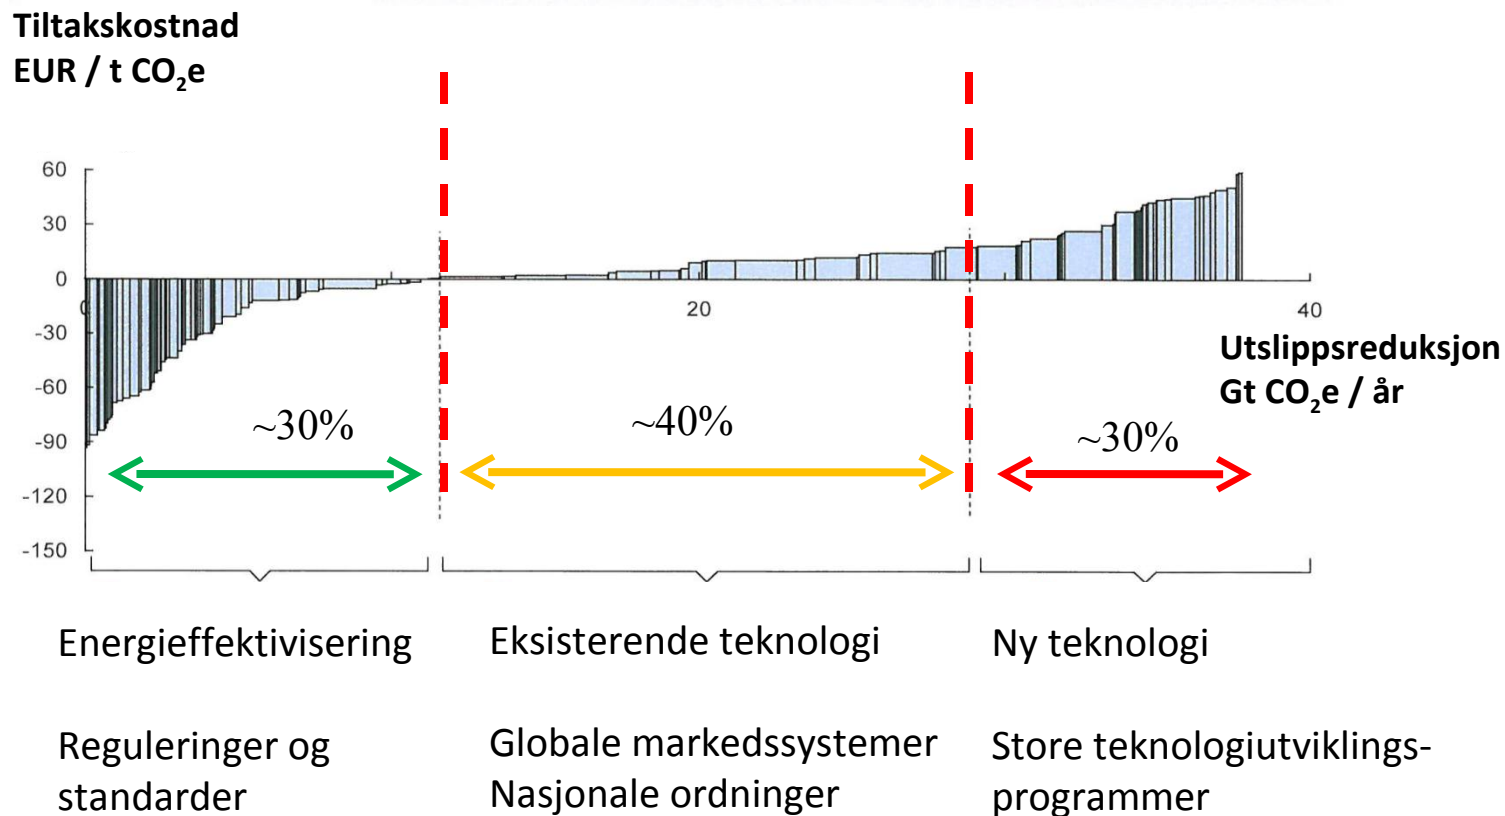 Tiltakskostnad
EUR / t CO₂e
60
30
0
-30
-60
-90
-120
-150
0
20
40
Utslippsreduksjon
Gt CO₂e / år
~30%
~40%
~30%
Energieffektivisering
Eksisterende teknologi
Ny teknologi
Reguleringer og
standarder
Globale markedssystemer
Nasjonale ordninger
Store teknologiutviklings-
programmer